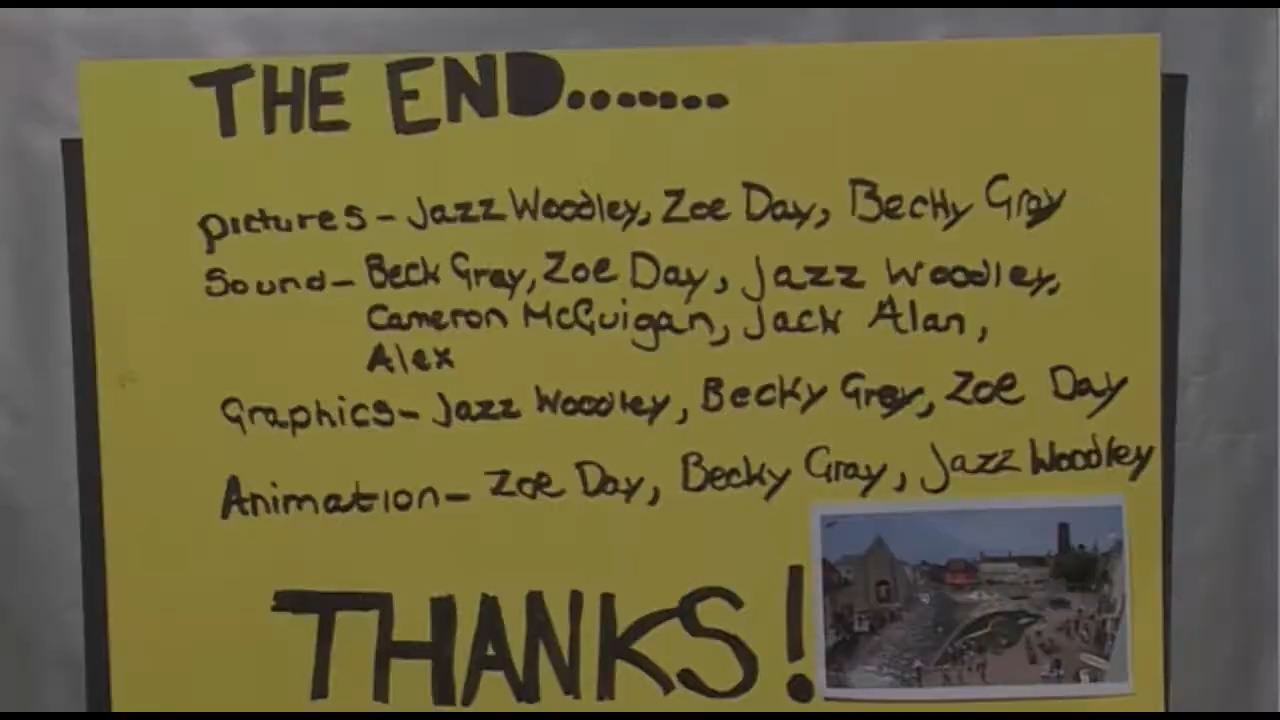 THE END.......
Pictures - Jazz Woodley, Zoe Day, Becky Gray
Sound - Beck Gray, Zoe Day, Jazz Woodley,
Cameron McGuigan, Jack Alan,
Alex
Graphics - Jazz Woodley, Becky Grey, Zoe Day
Animation - Zoe Day, Becky Gray, Jazz Woodley
THANKS!